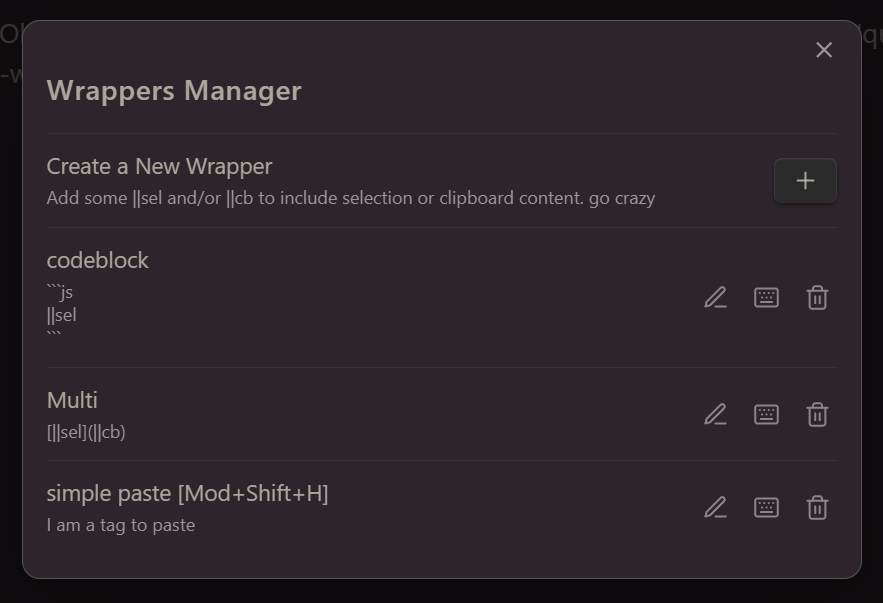 Wrappers Manager
Create a New Wrapper
Add some ||sel and/or ||cb to include selection or clipboard content. go crazy
codeblock
```js
||sel
```
Multi
[||sel](||cb)
simple paste [Mod+Shift+H]
I am a tag to paste